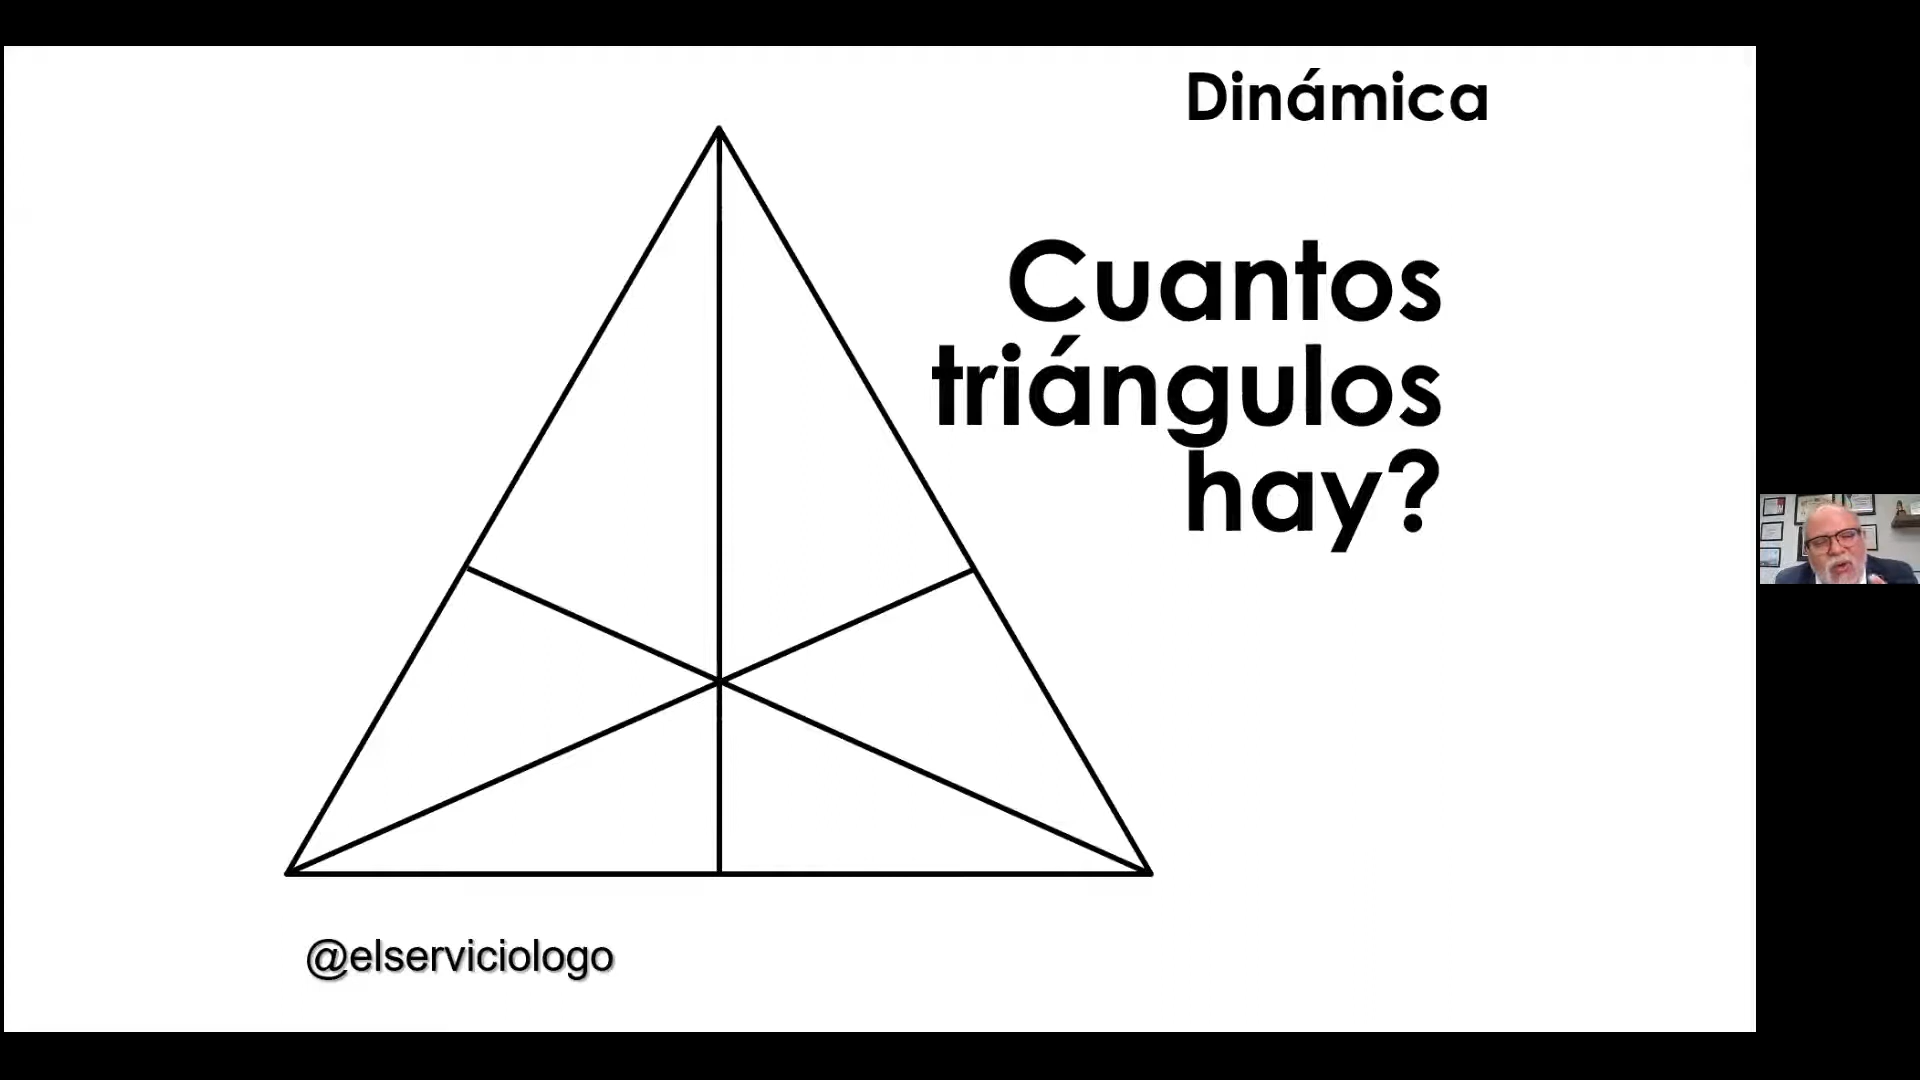 Dinámica
Cuantos
triángulos
hay?
@elserviciologo